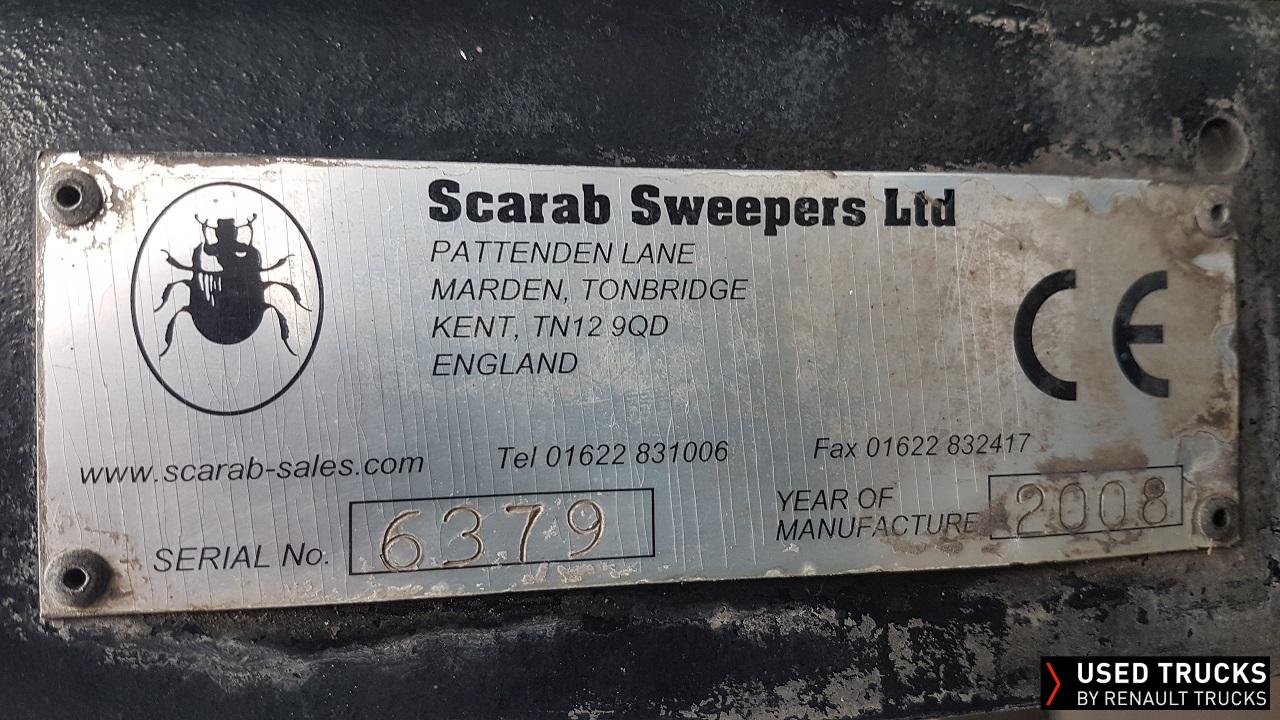 Scarab Sweepers Ltd
PATTENDEN LANE
MARDEN, TONBRIDGE
KENT, TN12 9QD
ENGLAND
CE
www.scarab-sales.com Tel 01622 831006 Fax 01622 832417
SERIAL No. 6379
YEAR OF
MANUFACTURE 2008
USED TRUCKS
BY RENAULT TRUCKS